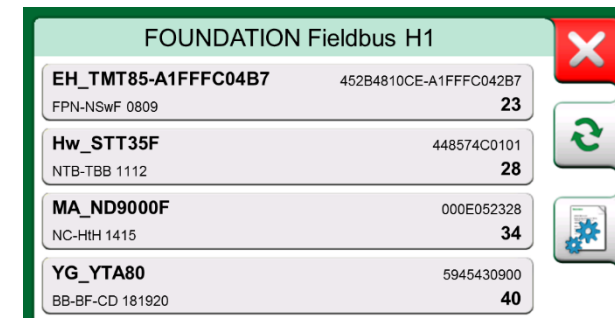 FOUNDATION Fieldbus H1
EH_TMT85-A1FFFC04B7 452B4810CE-A1FFFC042B7
FPN-NSwF 0809 23
Hw_STT35F 448574C0101
NTB-TBB 1112 28
MA_ND9000F 000E052328
NC-HtH 1415 34
YG_YTA80 5945430900
BB-BF-CD 181920 40